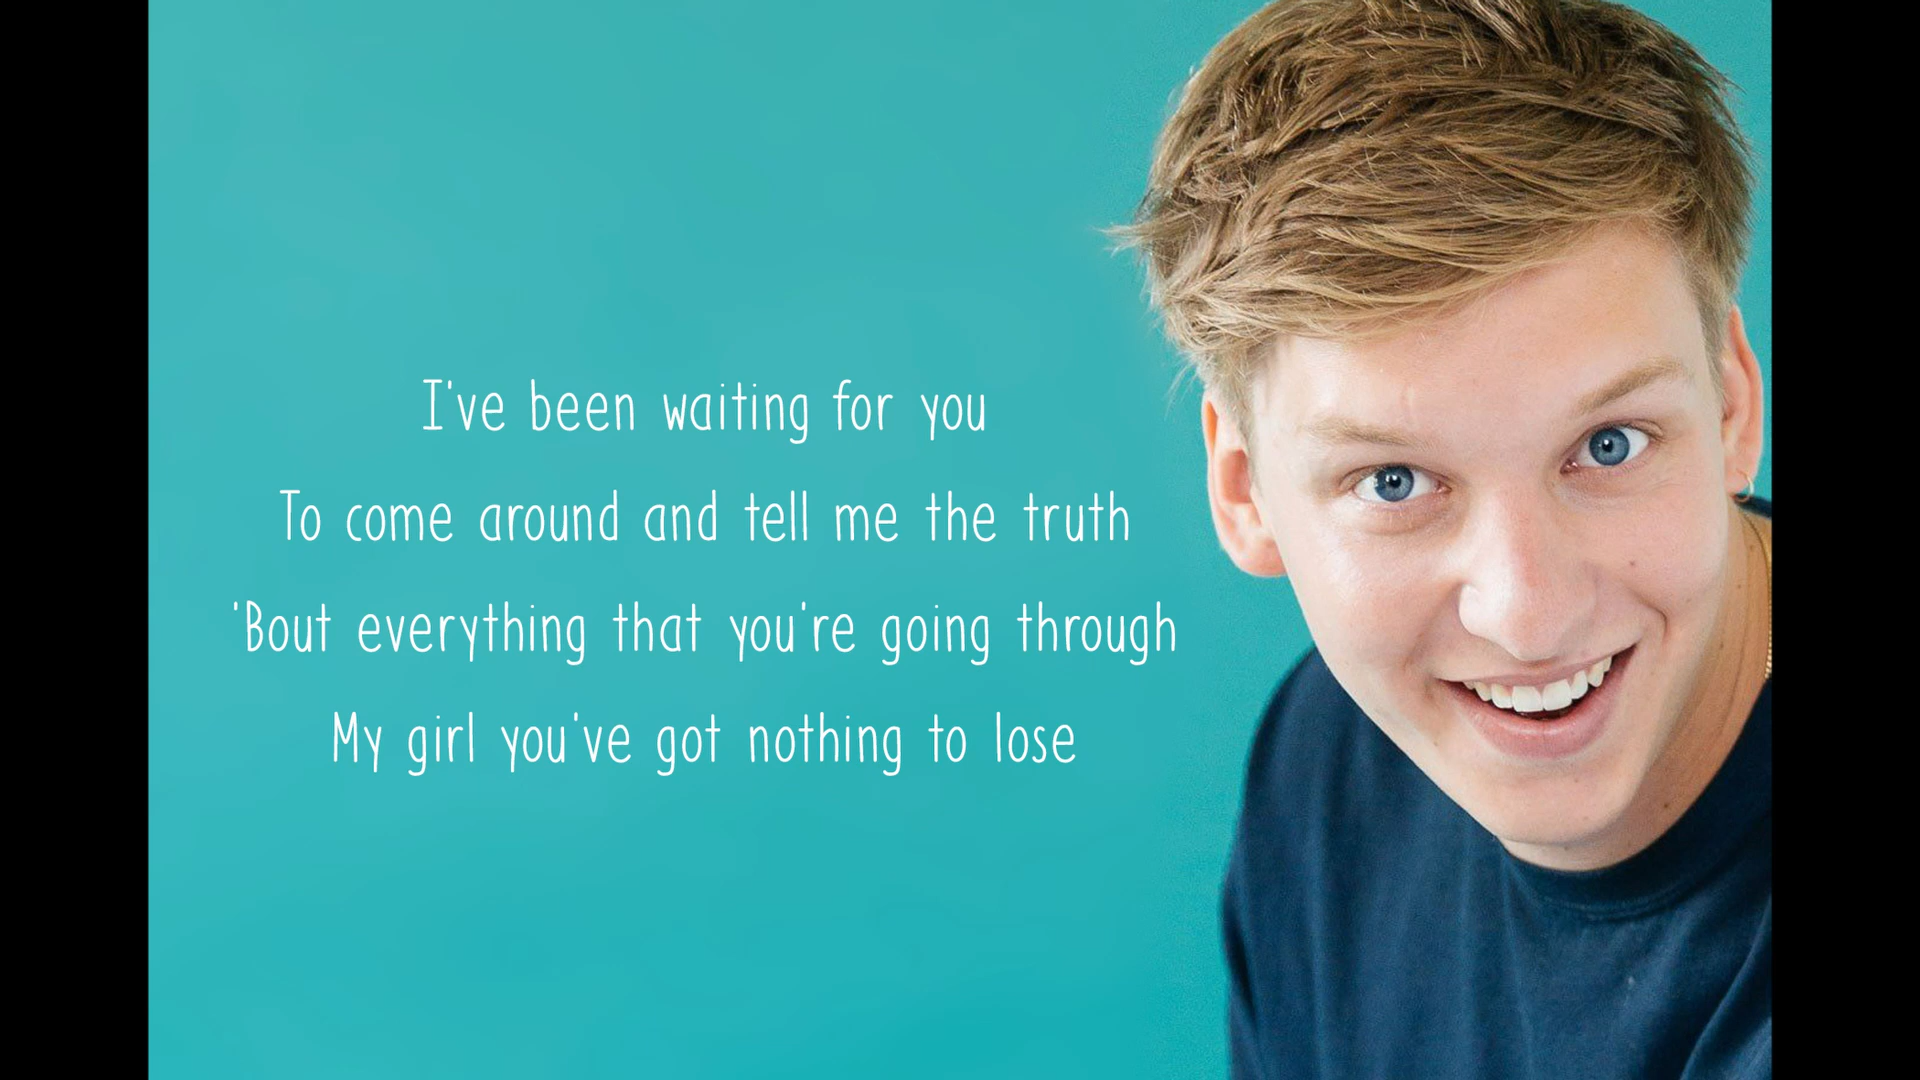 I've been waiting for you
To come around and tell me the truth
'Bout everything that you're going through
My girl you've got nothing to lose